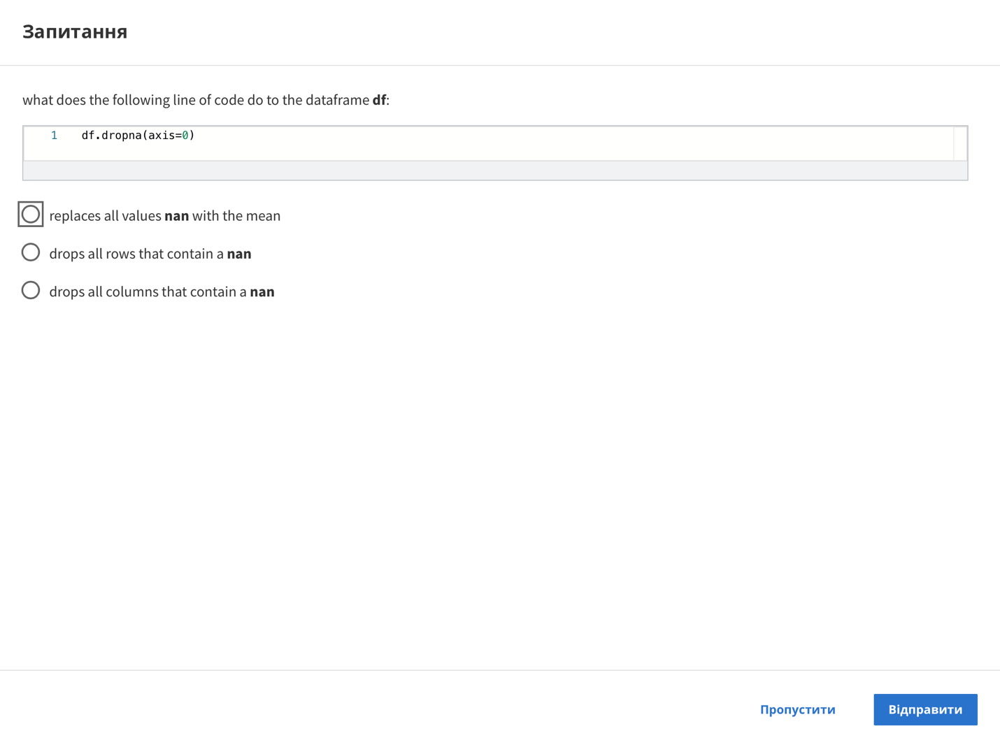 Запитання
what does the following line of code do to the dataframe df:
1 df.dropna(axis=0)
replaces all values nan with the mean
drops all rows that contain a nan
drops all columns that contain a nan
Пропустити
Відправити